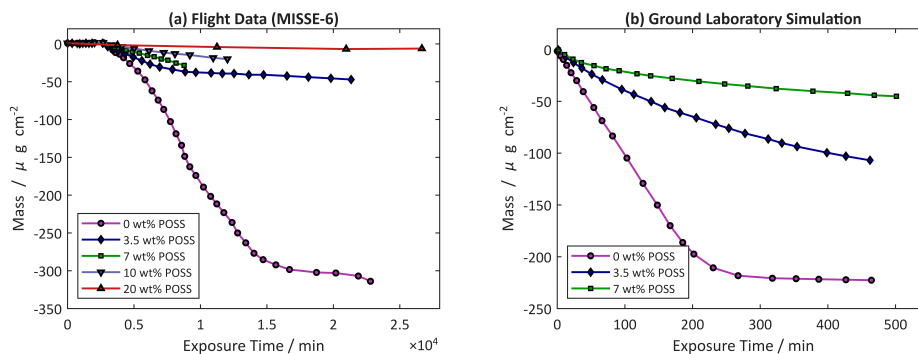 (a) Flight Data (MISSE-6)
Mass / μ g cm⁻²
0
-50
-100
-150
-200
-250
-300
-350
0 wt% POSS
3.5 wt% POSS
7 wt% POSS
10 wt% POSS
20 wt% POSS
0 0.5 1 1.5 2 2.5
×10⁴
Exposure Time / min
(b) Ground Laboratory Simulation
Mass / μ g cm⁻²
0
-50
-100
-150
-200
-250
0 wt% POSS
3.5 wt% POSS
7 wt% POSS
0 100 200 300 400 500
Exposure Time / min